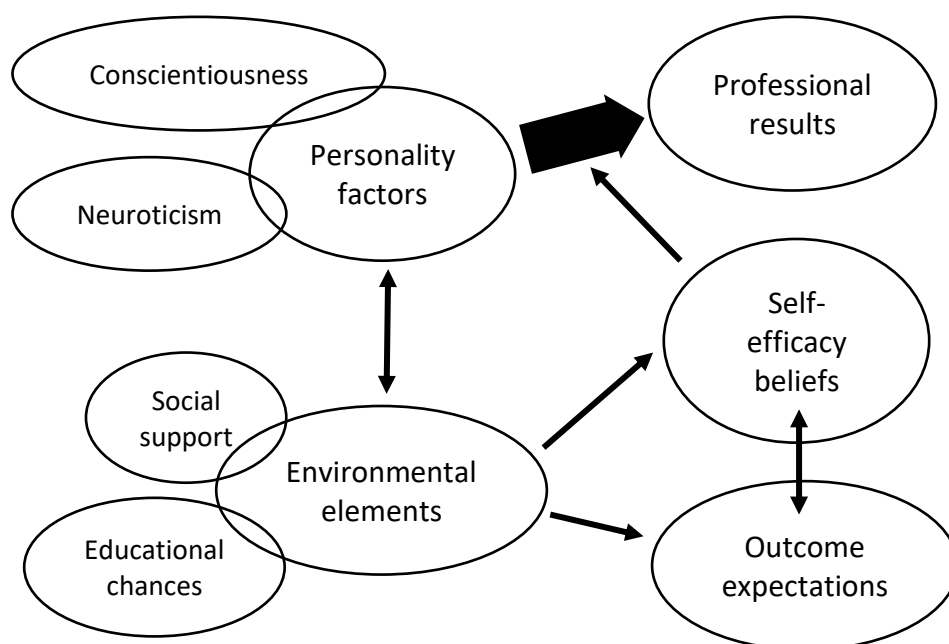 Conscientiousness
Professional
results
Personality
factors
Neuroticism
Self-
efficacy
beliefs
Social
support
Environmental
elements
Educational
chances
Outcome
expectations